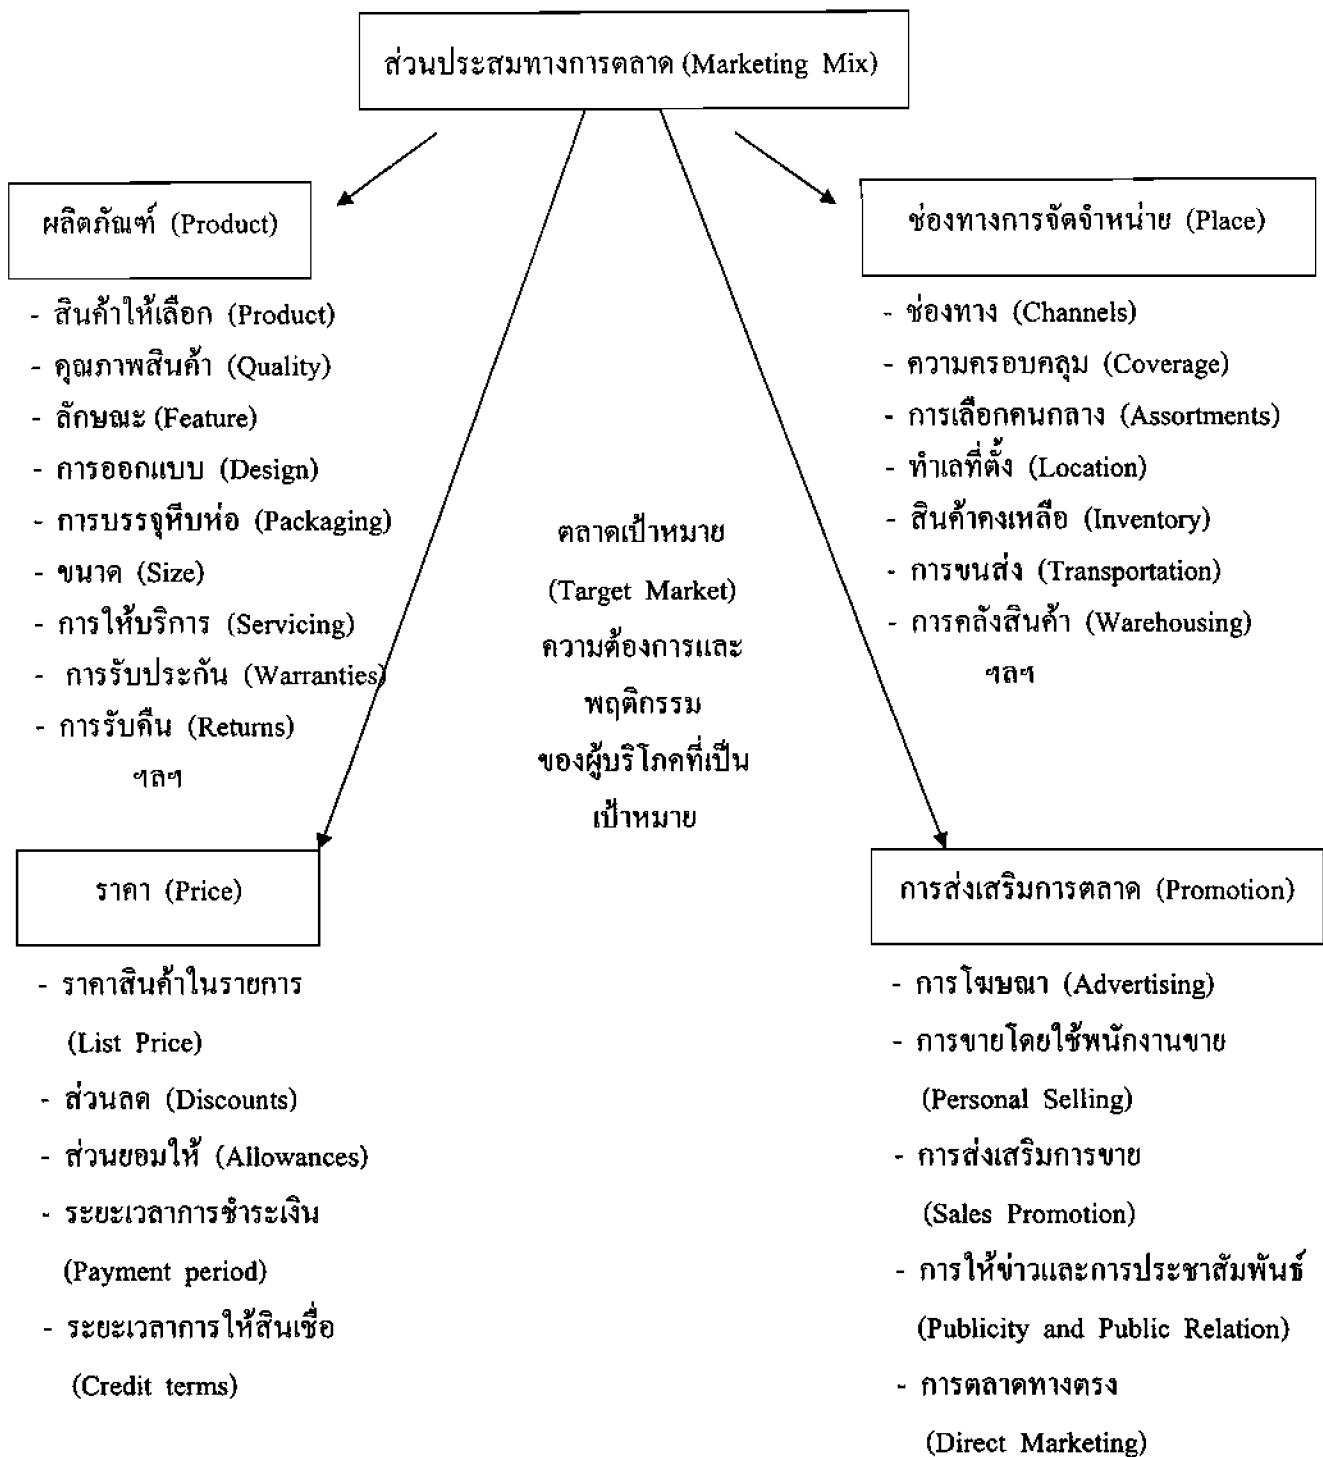 ส่วนประสมทางการตลาด (Marketing Mix)
ผลิตภัณฑ์ (Product)
- สินค้าให้เลือก (Product)
- คุณภาพสินค้า (Quality)
- ลักษณะ (Feature)
- การออกแบบ (Design)
- การบรรจุหีบห่อ (Packaging)
- ขนาด (Size)
- การให้บริการ (Servicing)
- การรับประกัน (Warranties)
- การรับคืน (Returns)
ฯลฯ
ช่องทางการจัดจำหน่าย (Place)
- ช่องทาง (Channels)
- ความครอบคลุม (Coverage)
- การเลือกคนกลาง (Assortments)
- ทำเลที่ตั้ง (Location)
- สินค้าคงเหลือ (Inventory)
- การขนส่ง (Transportation)
- การคลังสินค้า (Warehousing)
ฯลฯ
ตลาดเป้าหมาย
(Target Market)
ความต้องการและ
พฤติกรรม
ของผู้บริโภคที่เป็น
เป้าหมาย
ราคา (Price)
- ราคาสินค้าในรายการ
(List Price)
- ส่วนลด (Discounts)
- ส่วนยอมให้ (Allowances)
- ระยะเวลาการชำระเงิน
(Payment period)
- ระยะเวลาการให้สินเชื่อ
(Credit terms)
การส่งเสริมการตลาด (Promotion)
- การโฆษณา (Advertising)
- การขายโดยใช้พนักงานขาย
(Personal Selling)
- การส่งเสริมการขาย
(Sales Promotion)
- การให้ข่าวและการประชาสัมพันธ์
(Publicity and Public Relation)
- การตลาดทางตรง
(Direct Marketing)